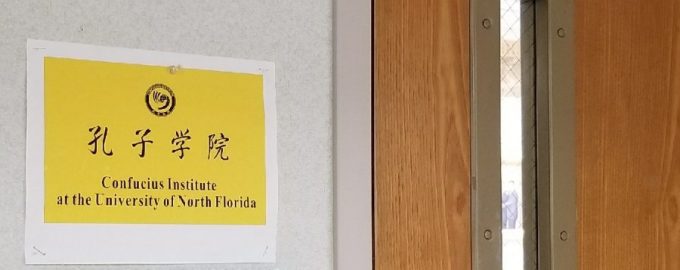 孔子学院
Confucius Institute
at the University of North Florida